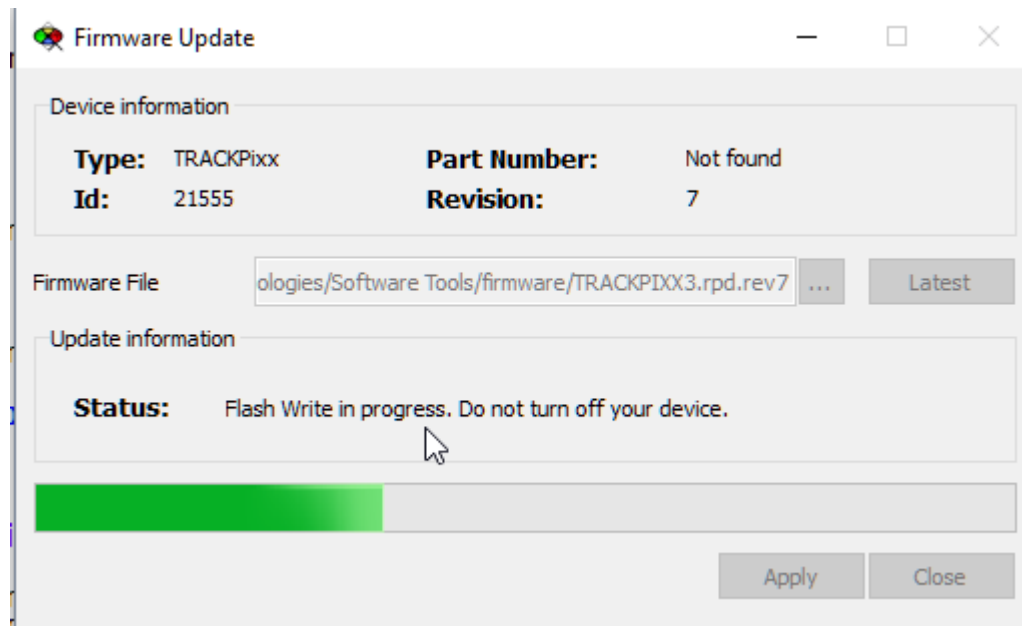 Firmware Update
Device information
Type: TRACKPixx Part Number: Not found
Id: 21555 Revision: 7
Firmware File ologies/Software Tools/firmware/TRACKPIXX3.rpd.rev7 ... Latest
Update information
Status: Flash Write in progress. Do not turn off your device.
Apply Close